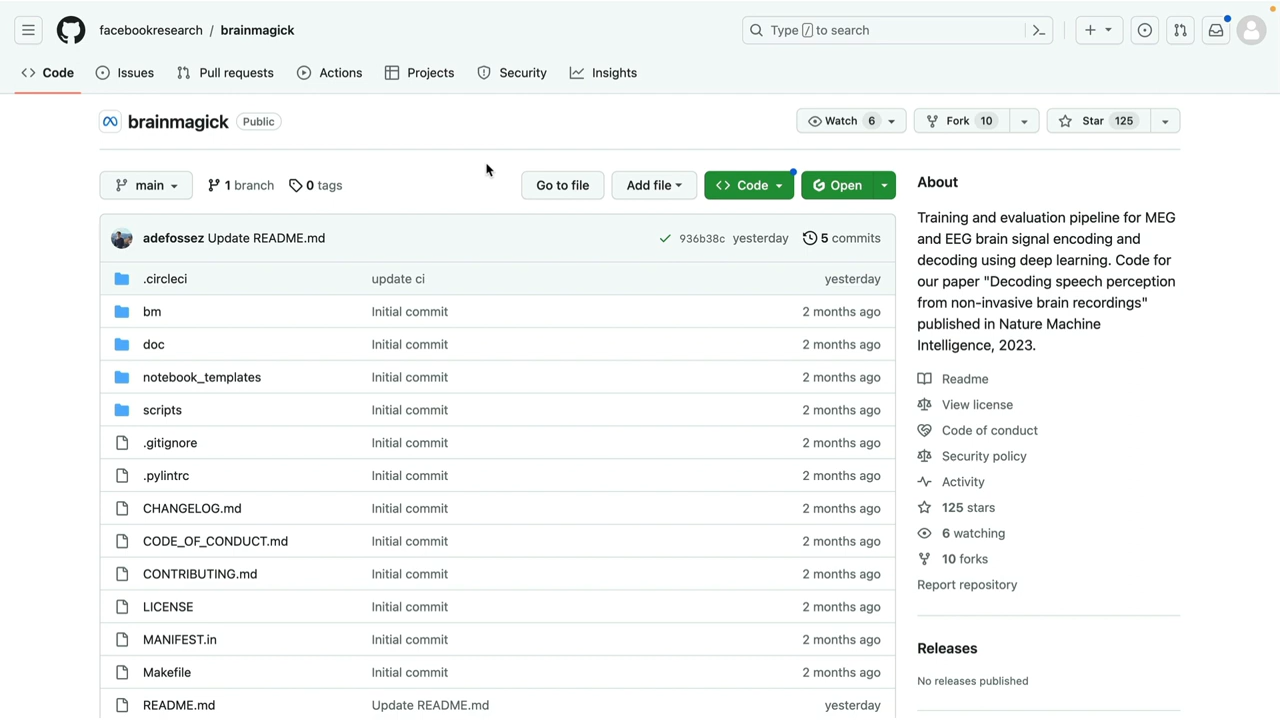 facebookresearch / brainmagick
Type / to search
Code Issues Pull requests Actions Projects Security Insights
brainmagick Public
Watch 6 Fork 10 Star 125
main 1 branch 0 tags Go to file Add file Code Open
adefossez Update README.md 936b38c yesterday 5 commits
.circleci update ci yesterday
bm Initial commit 2 months ago
doc Initial commit 2 months ago
notebook_templates Initial commit 2 months ago
scripts Initial commit 2 months ago
.gitignore Initial commit 2 months ago
.pylintrc Initial commit 2 months ago
CHANGELOG.md Initial commit 2 months ago
CODE_OF_CONDUCT.md Initial commit 2 months ago
CONTRIBUTING.md Initial commit 2 months ago
LICENSE Initial commit 2 months ago
MANIFEST.in Initial commit 2 months ago
Makefile Initial commit 2 months ago
README.md Update README.md yesterday
About
Training and evaluation pipeline for MEG
and EEG brain signal encoding and
decoding using deep learning. Code for
our paper "Decoding speech perception
from non-invasive brain recordings"
published in Nature Machine
Intelligence, 2023.
Readme
View license
Code of conduct
Security policy
Activity
125 stars
6 watching
10 forks
Report repository
Releases
No releases published